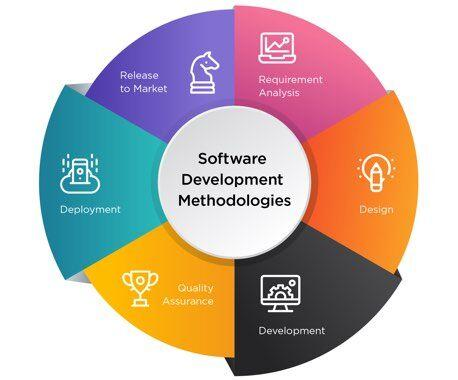 Software
Development
Methodologies
Requirement
Analysis
Design
Development
Quality
Assurance
Deployment
Release
to Market